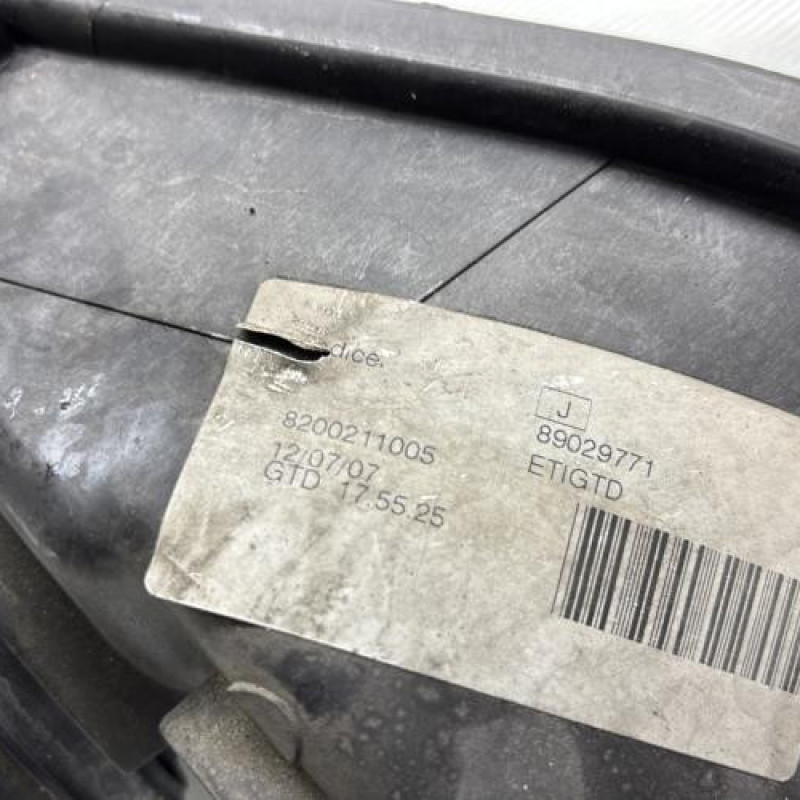 dice.
J
8200211005
89029771
12/07/07
ETIGTD
GTD 17.55.25